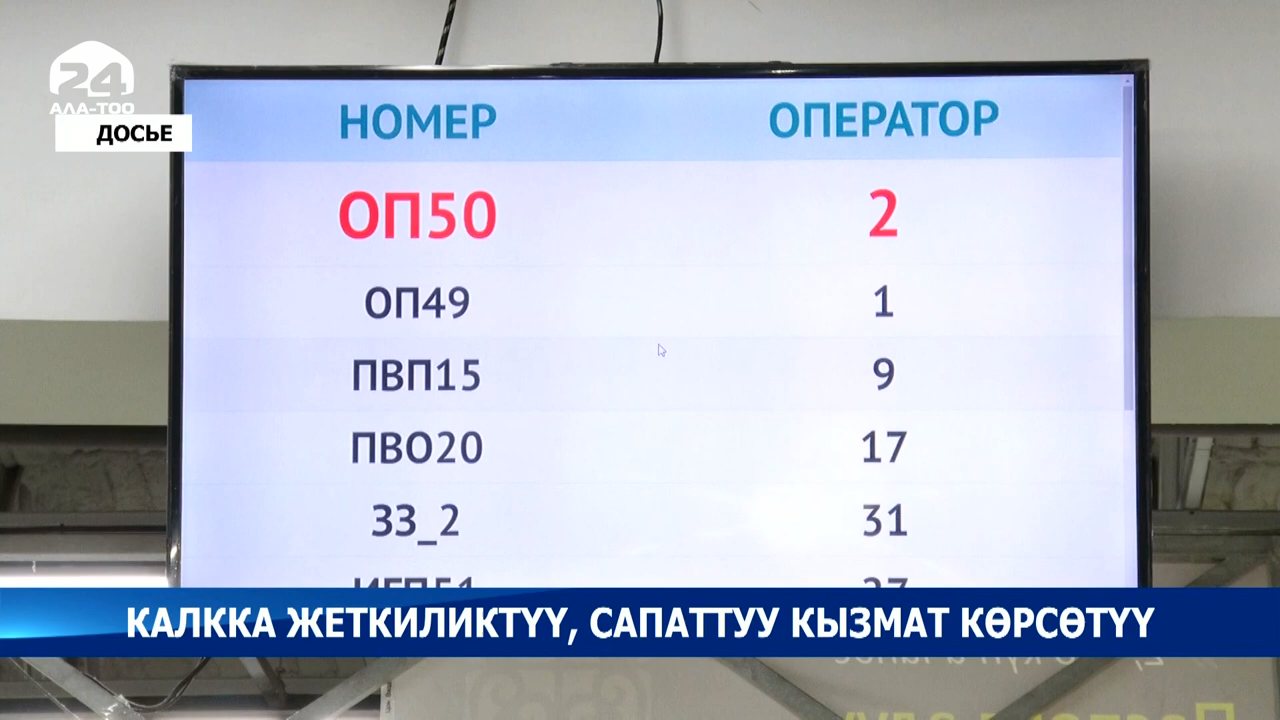 24
АЛА-ТОО
ДОСЬЕ
НОМЕР ОПЕРАТОР
ОП50 2
ОП49 1
ПВП15 9
ПВО20 17
ЗЗ_2 31
КАЛККА ЖЕТКИЛИКТҮҮ, САПАТТУУ КЫЗМАТ КӨРСӨТҮҮ